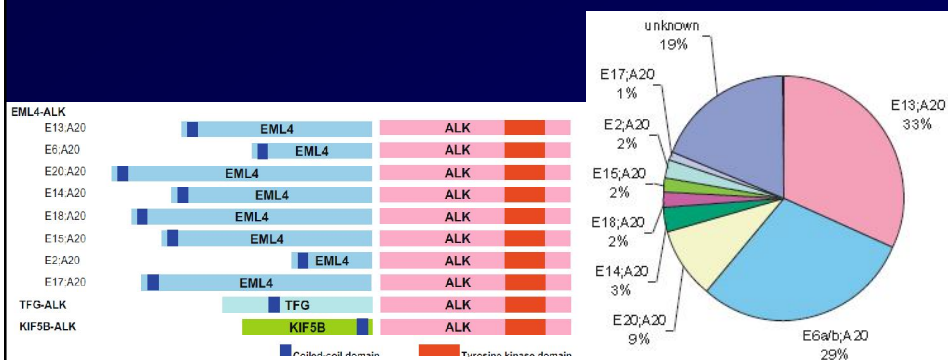 EML4-ALK
E13;A20 EML4 ALK
E6;A20 EML4 ALK
E20;A20 EML4 ALK
E14;A20 EML4 ALK
E18;A20 EML4 ALK
E15;A20 EML4 ALK
E2;A20 EML4 ALK
E17;A20 EML4 ALK
TFG-ALK TFG ALK
KIF5B-ALK KIF5B ALK
Coiled-coil domain Tyrosine kinase domain
unknown
19%
E17;A20
1%
E2;A20
2%
E15;A20
2%
E18;A20
2%
E14;A20
3%
E20;A20
9%
E6a/b;A20
29%
E13;A20
33%